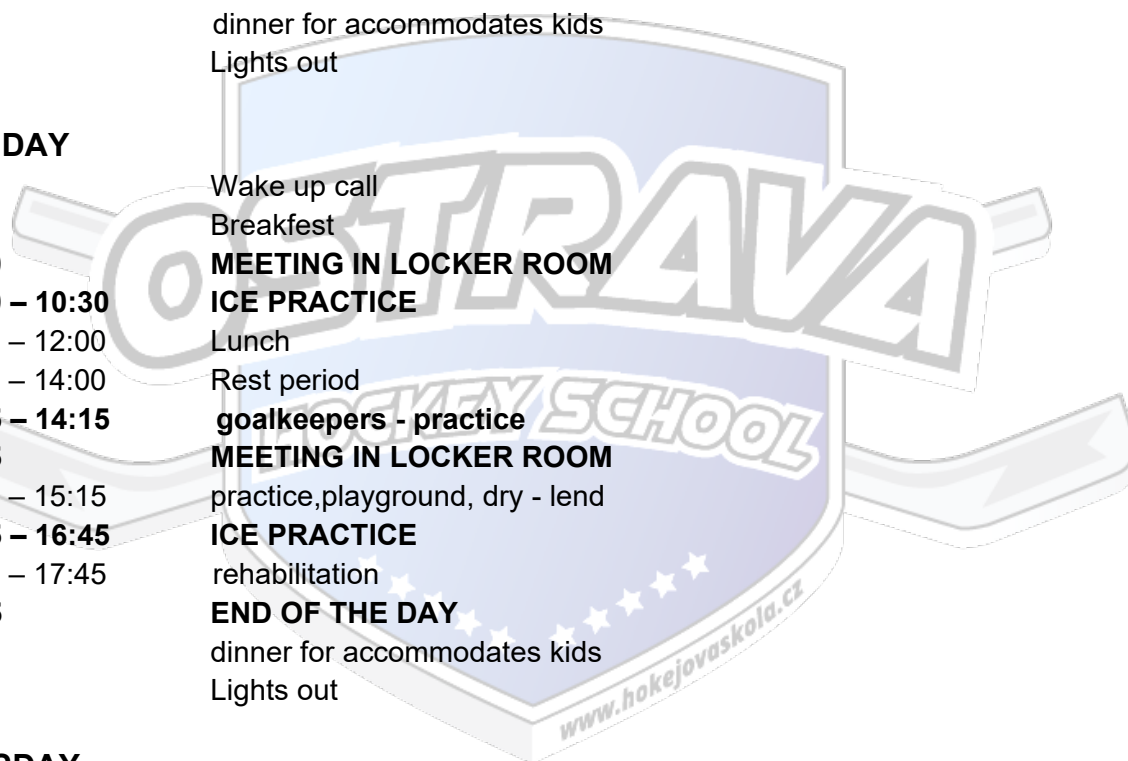 dinner for accommodates kids
Lights out
DAY
Wake up call
Breakfest
MEETING IN LOCKER ROOM
– 10:30 ICE PRACTICE
– 12:00 Lunch
– 14:00 Rest period
– 14:15 goalkeepers - practice
MEETING IN LOCKER ROOM
– 15:15 practice,playground, dry - lend
– 16:45 ICE PRACTICE
– 17:45 rehabilitation
END OF THE DAY
dinner for accommodates kids
Lights out
OSTRAVA
HOCKEY SCHOOL
www.hokejovaskola.cz